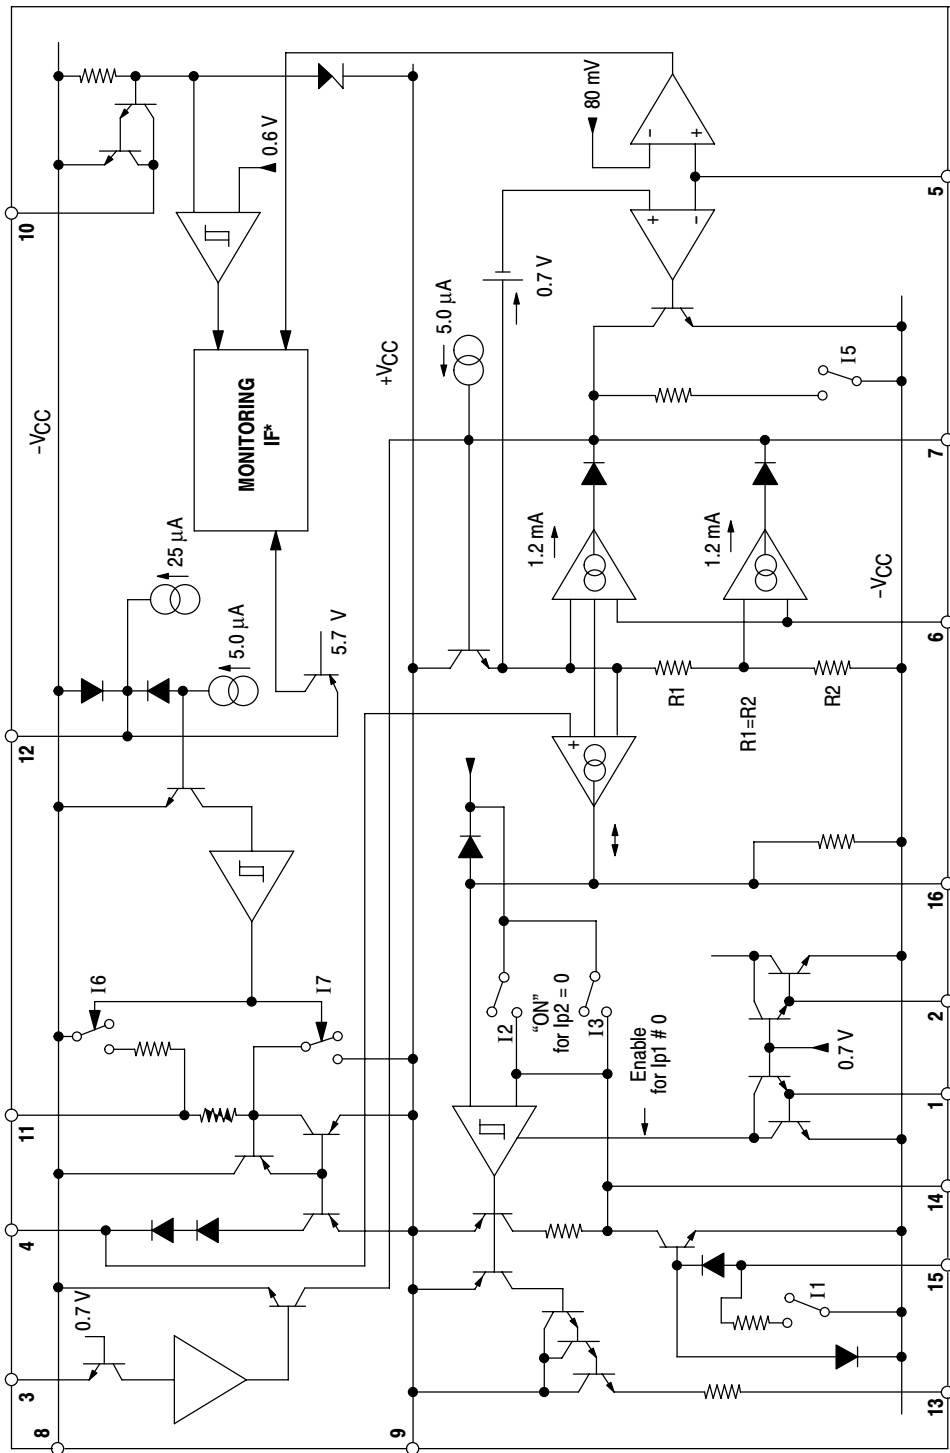 3
4
11
12
10
8
–VCC
0.7 V
I6
25 µA
5.0 µA
0.6 V
MONITORING
IF*
I7
5.7 V
9
+VCC
5.0 µA
I2
"ON"
for Ip2 = 0
I3
+
1.2 mA
0.7 V
80 mV
Enable
for Ip1 # 0
R1
+
-
-
+
1.2 mA
R1=R2
I1
0.7 V
R2
I5
–VCC
13
15
14
1
2
16
6
7
5